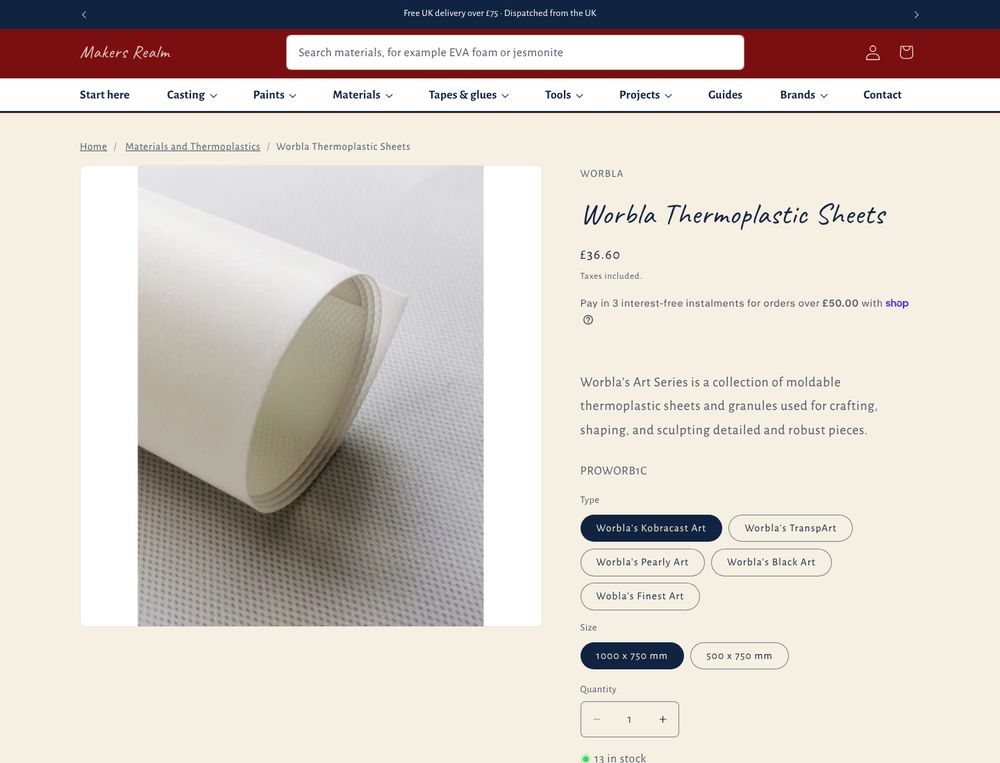 Free UK delivery over £75 · Dispatched from the UK
Makers Realm
Search materials, for example EVA foam or jesmonite
Start here
Casting
Paints
Materials
Tapes & glues
Tools
Projects
Guides
Brands
Contact
Home / Materials and Thermoplastics / Worbla Thermoplastic Sheets
WORBLA
Worbla Thermoplastic Sheets
£36.60
Taxes included.
Pay in 3 interest-free instalments for orders over £50.00 with shop
Worbla's Art Series is a collection of moldable
thermoplastic sheets and granules used for crafting,
shaping, and sculpting detailed and robust pieces.
PROWORB1C
Type
Worbla's Kobracast Art
Worbla's TranspArt
Worbla's Pearly Art
Worbla's Black Art
Wobla's Finest Art
Size
1000 x 750 mm
500 x 750 mm
Quantity
− 1 +
13 in stock